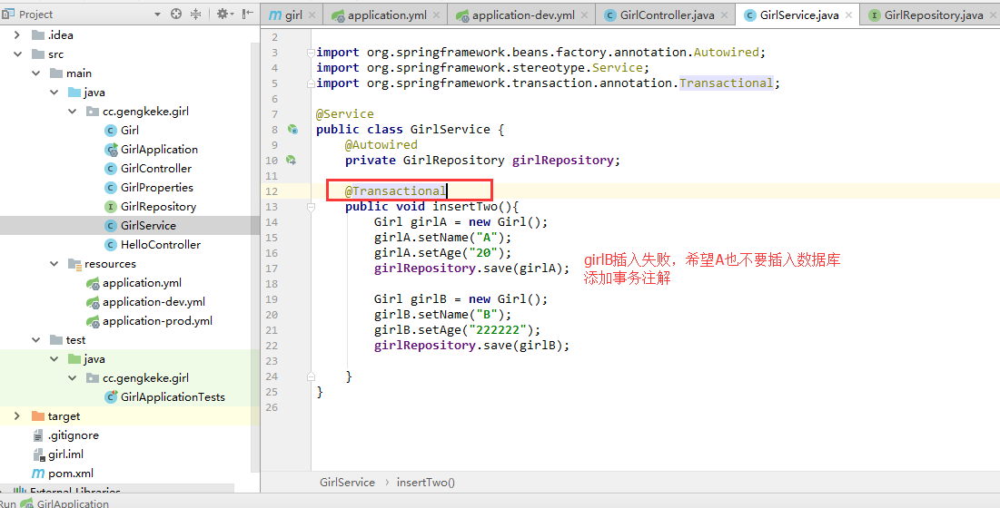 Project
.idea
src
main
java
cc.gengkeke.girl
Girl
GirlApplication
GirlController
GirlProperties
GirlRepository
GirlService
HelloController
resources
application.yml
application-dev.yml
application-prod.yml
test
java
cc.gengkeke.girl
GirlApplicationTests
target
.gitignore
girl.iml
pom.xml
External Libraries
Run GirlApplication
m girl application.yml application-dev.yml GirlController.java GirlService.java GirlRepository.java
2
3 import org.springframework.beans.factory.annotation.Autowired;
4 import org.springframework.stereotype.Service;
5 import org.springframework.transaction.annotation.Transactional;
6
7 @Service
8 public class GirlService {
9 @Autowired
10 private GirlRepository girlRepository;
11
12 @Transactional
13 public void insertTwo(){
14 Girl girlA = new Girl();
15 girlA.setName("A");
16 girlA.setAge("20");
17 girlRepository.save(girlA);
18
19 Girl girlB = new Girl();
20 girlB.setName("B");
21 girlB.setAge("222222");
22 girlRepository.save(girlB);
23
24 }
25 }
26
girlB插入失败，希望A也不要插入数据库
添加事务注解
GirlService › insertTwo()